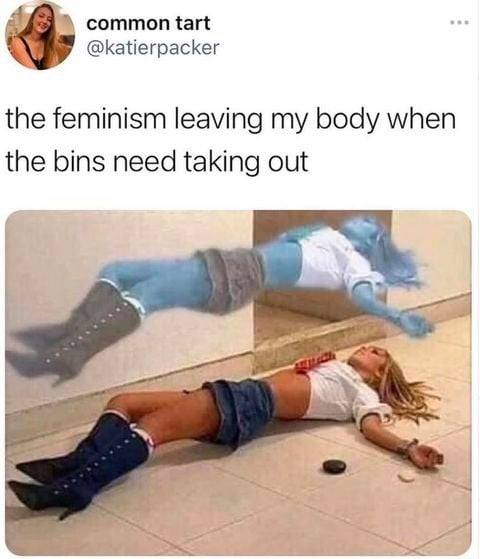 common tart
@katierpacker
the feminism leaving my body when
the bins need taking out